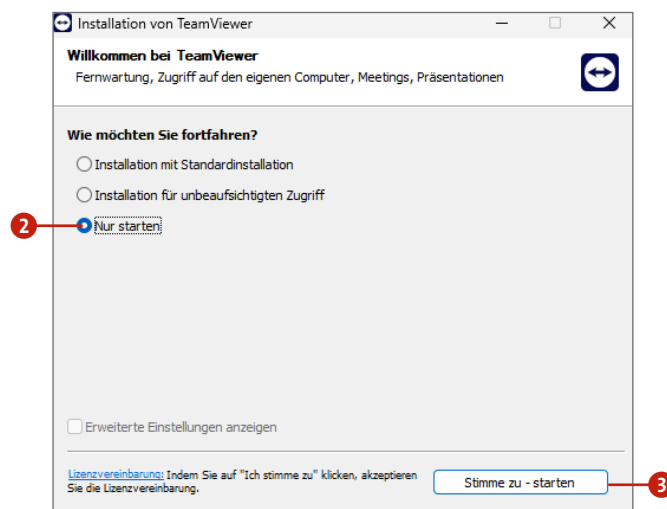 Installation von TeamViewer
Willkommen bei TeamViewer
Fernwartung, Zugriff auf den eigenen Computer, Meetings, Präsentationen
Wie möchten Sie fortfahren?
Installation mit Standardinstallation
Installation für unbeaufsichtigten Zugriff
2
Nur starten
Erweiterte Einstellungen anzeigen
Lizenzvereinbarung: Indem Sie auf "Ich stimme zu" klicken, akzeptieren
Sie die Lizenzvereinbarung.
Stimme zu - starten
3